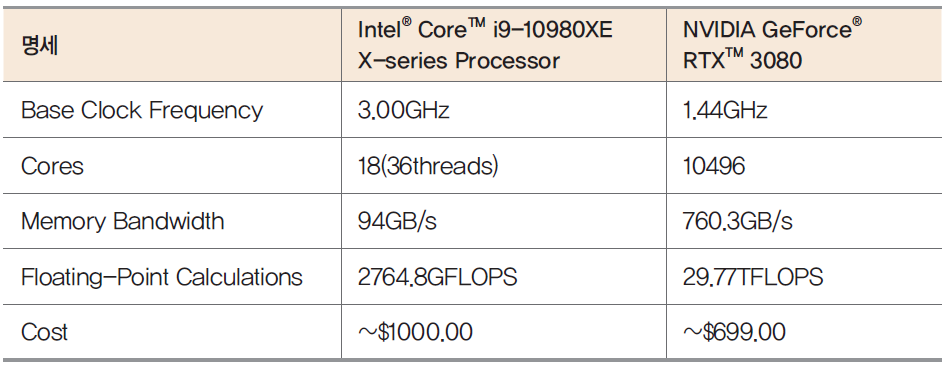 명세
Intel® Core™ i9-10980XE
X-series Processor
NVIDIA GeForce®
RTX™ 3080
Base Clock Frequency
3.00GHz
1.44GHz
Cores
18(36threads)
10496
Memory Bandwidth
94GB/s
760.3GB/s
Floating-Point Calculations
2764.8GFLOPS
29.77TFLOPS
Cost
~$1000.00
~$699.00